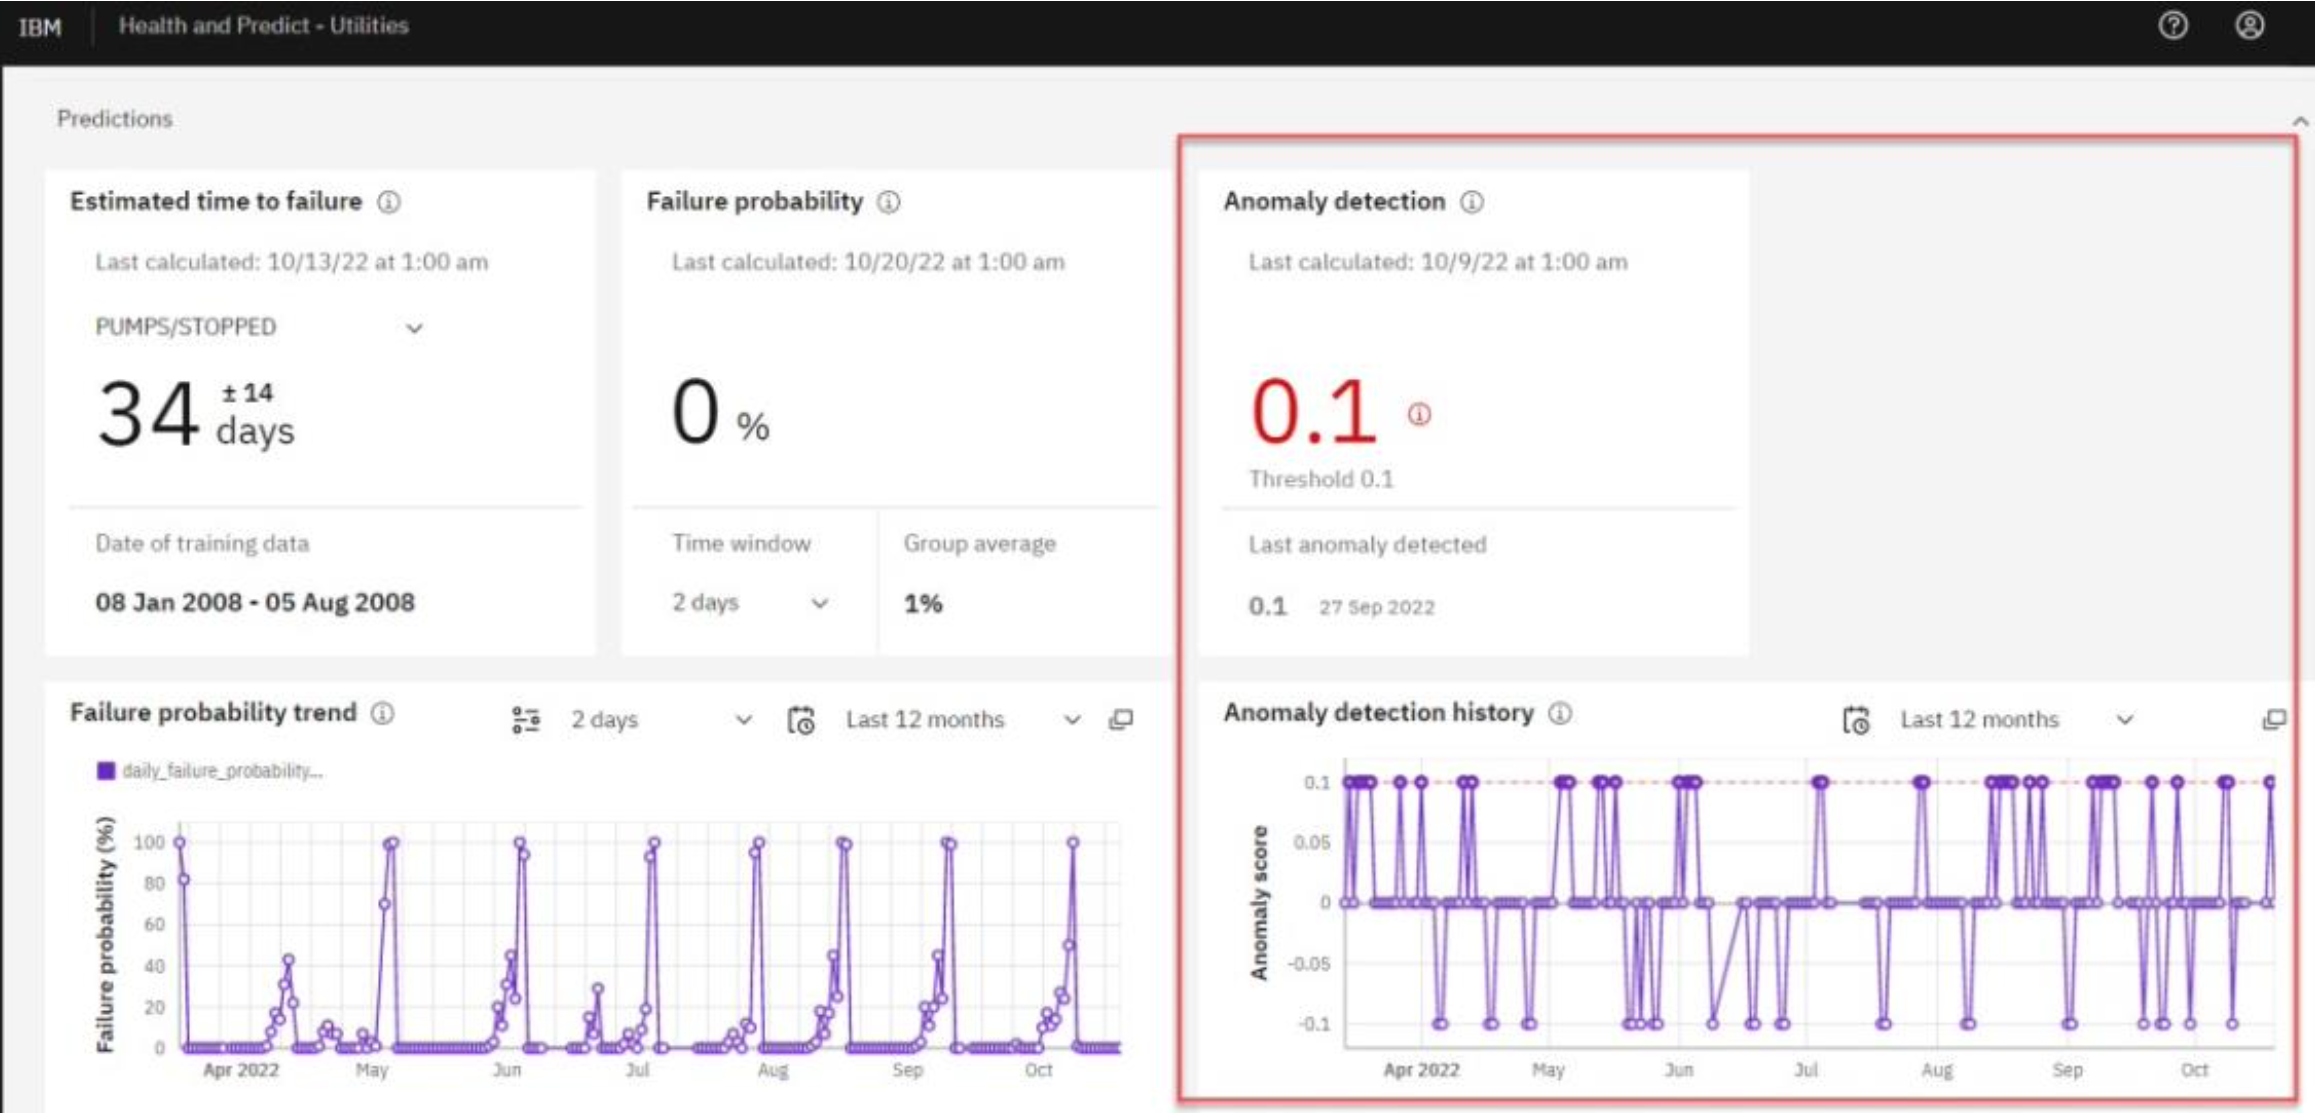 IBM Health and Predict - Utilities
Predictions
Estimated time to failure
Last calculated: 10/13/22 at 1:00 am
PUMPS/STOPPED
34 ± 14 days
Date of training data
08 Jan 2008 - 05 Aug 2008
Failure probability
Last calculated: 10/20/22 at 1:00 am
0 %
Time window
2 days
Group average
1%
Anomaly detection
Last calculated: 10/9/22 at 1:00 am
0.1
Threshold 0.1
Last anomaly detected
0.1 27 Sep 2022
Failure probability trend 2 days Last 12 months
daily_failure_probability...
Failure probability (%)
100
80
60
40
20
0
Apr 2022 May Jun Jul Aug Sep Oct
Anomaly detection history Last 12 months
Anomaly score
0.1
0.05
0
-0.05
-0.1
Apr 2022 May Jun Jul Aug Sep Oct